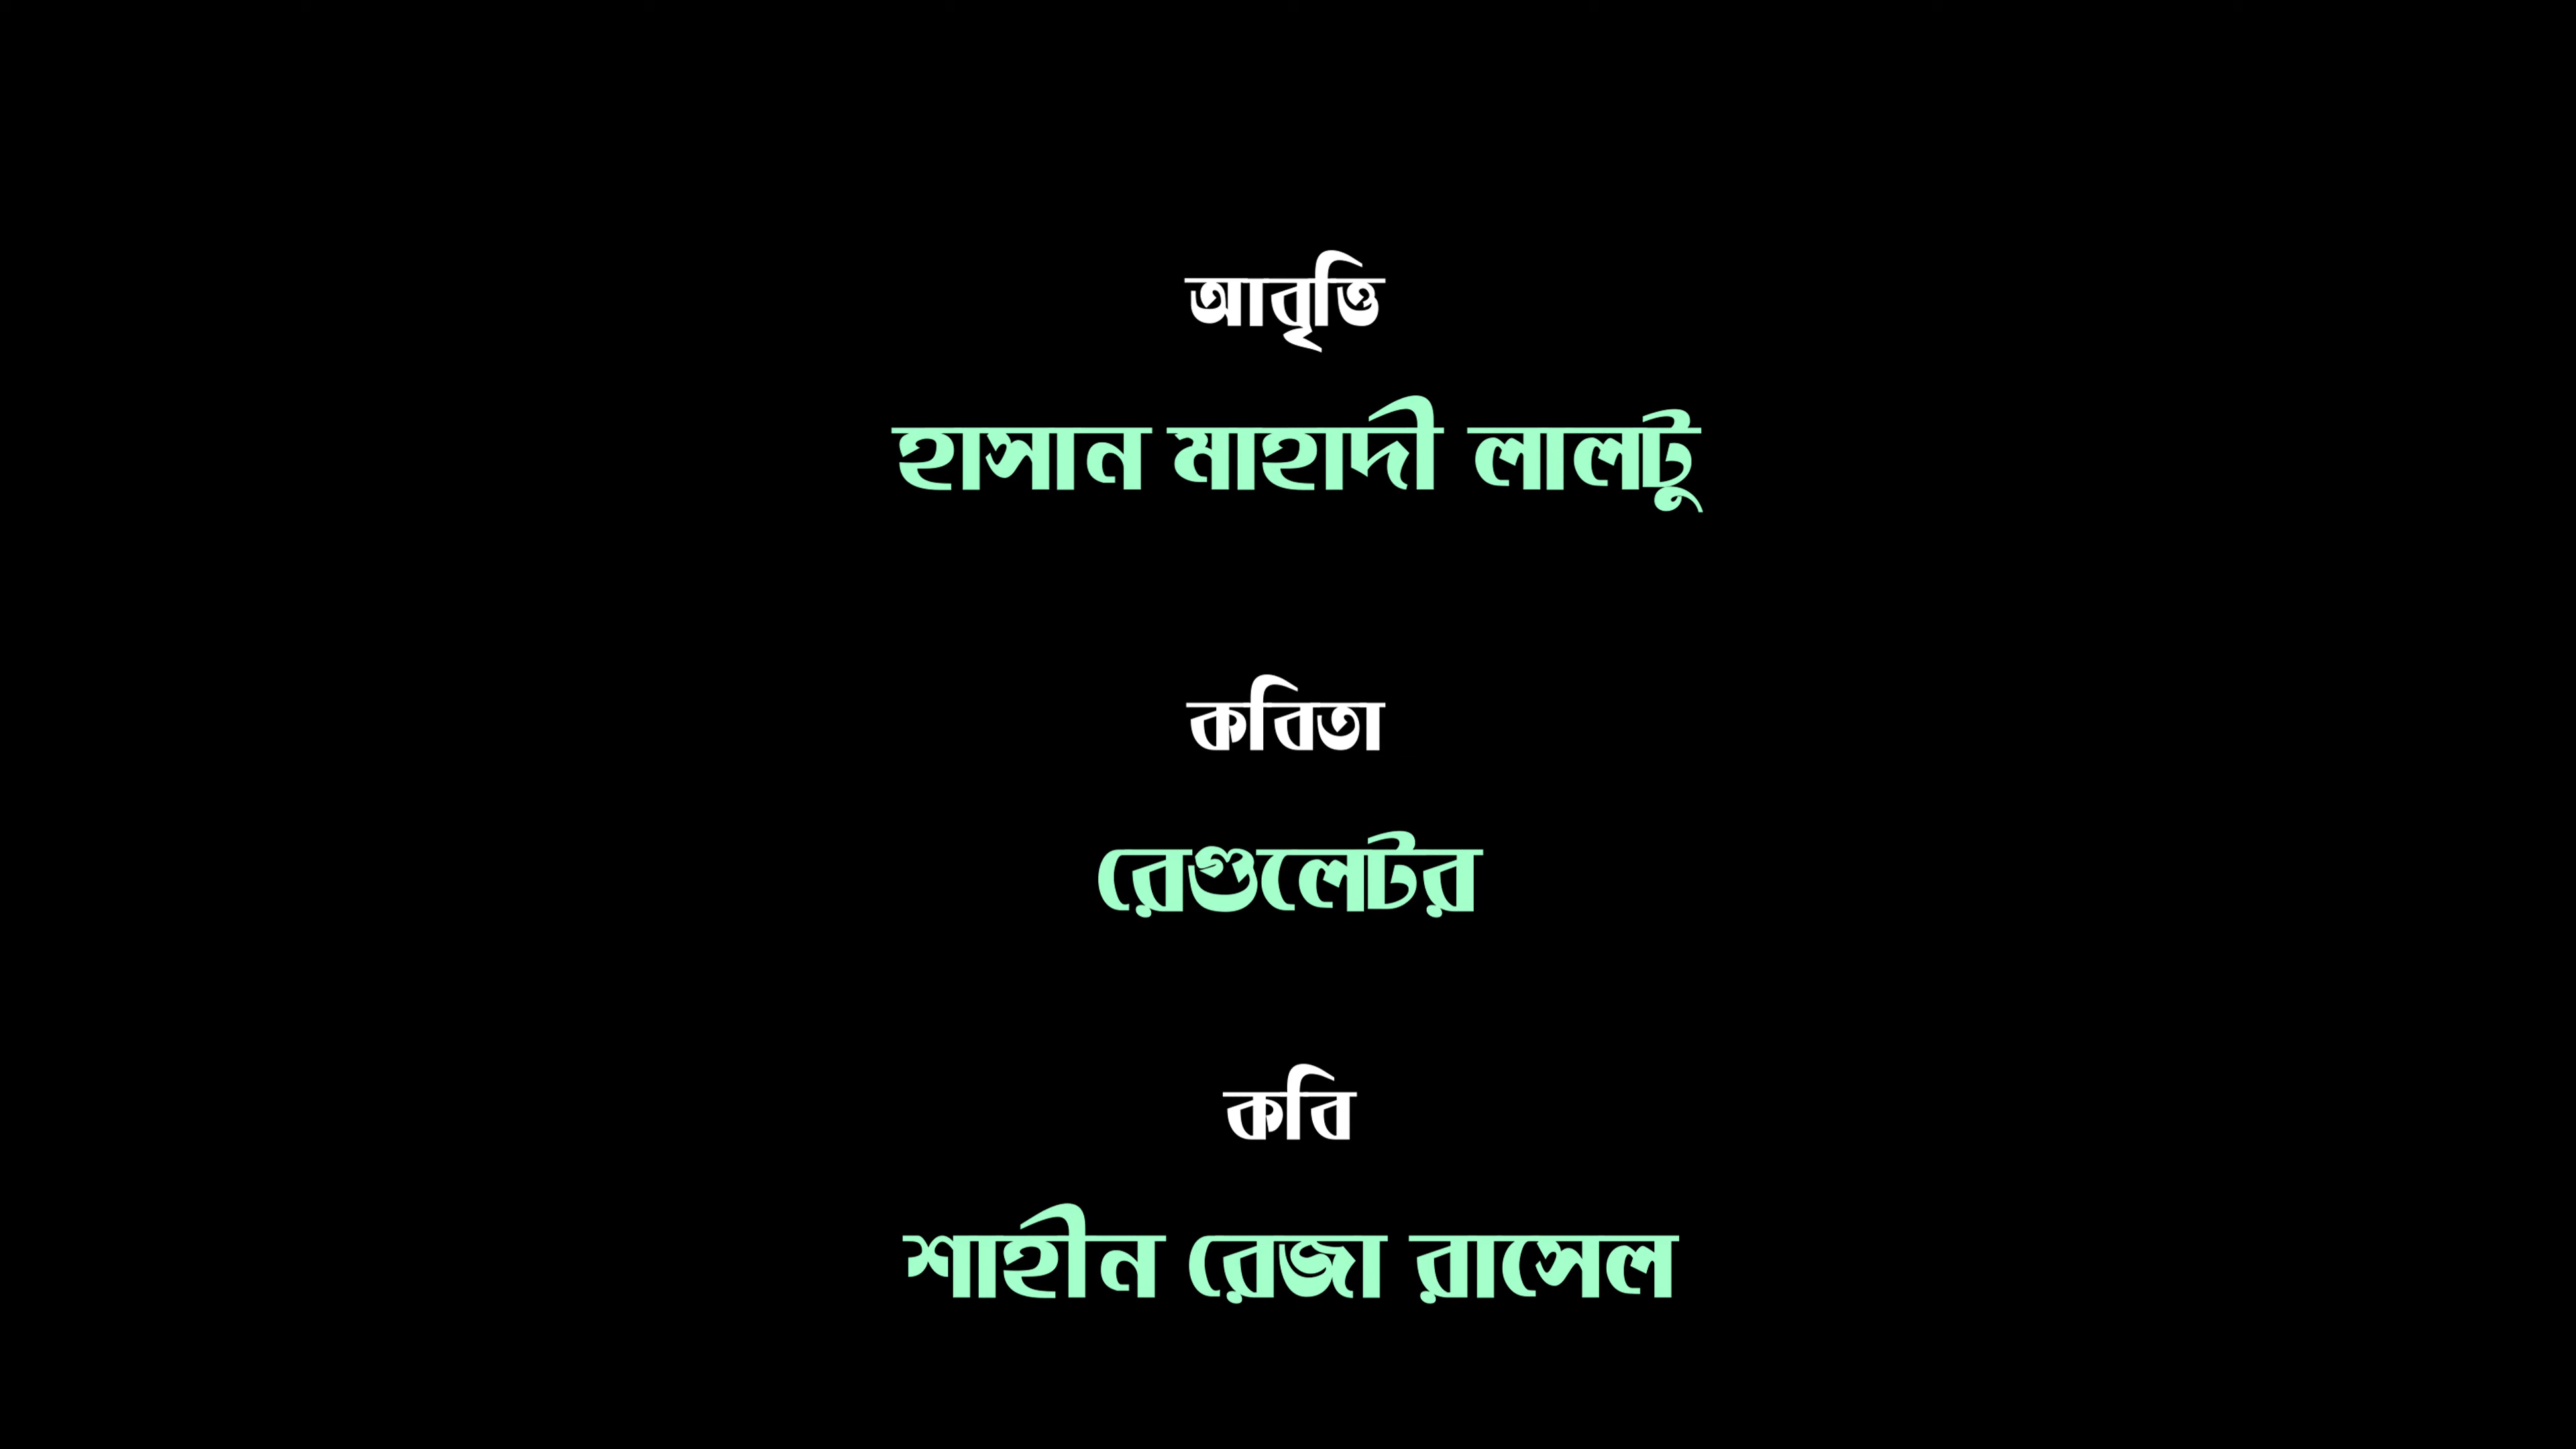 আবৃত্তি
হাসান মাহাদী লালটু
কবিতা
রেগুলেটর
কবি
শাহীন রেজা রাসেল